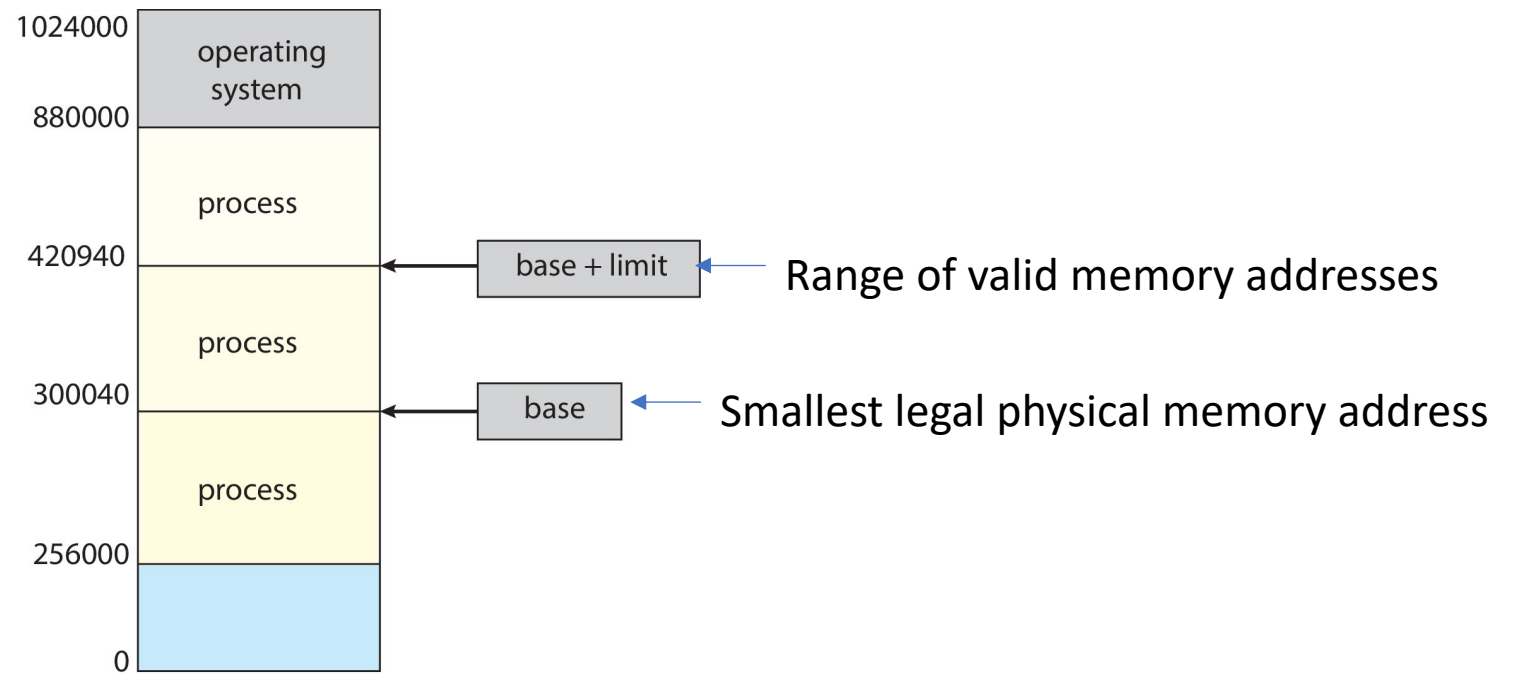 1024000
operating
system
880000
process
420940
base + limit
Range of valid memory addresses
process
300040
base
Smallest legal physical memory address
process
256000
0